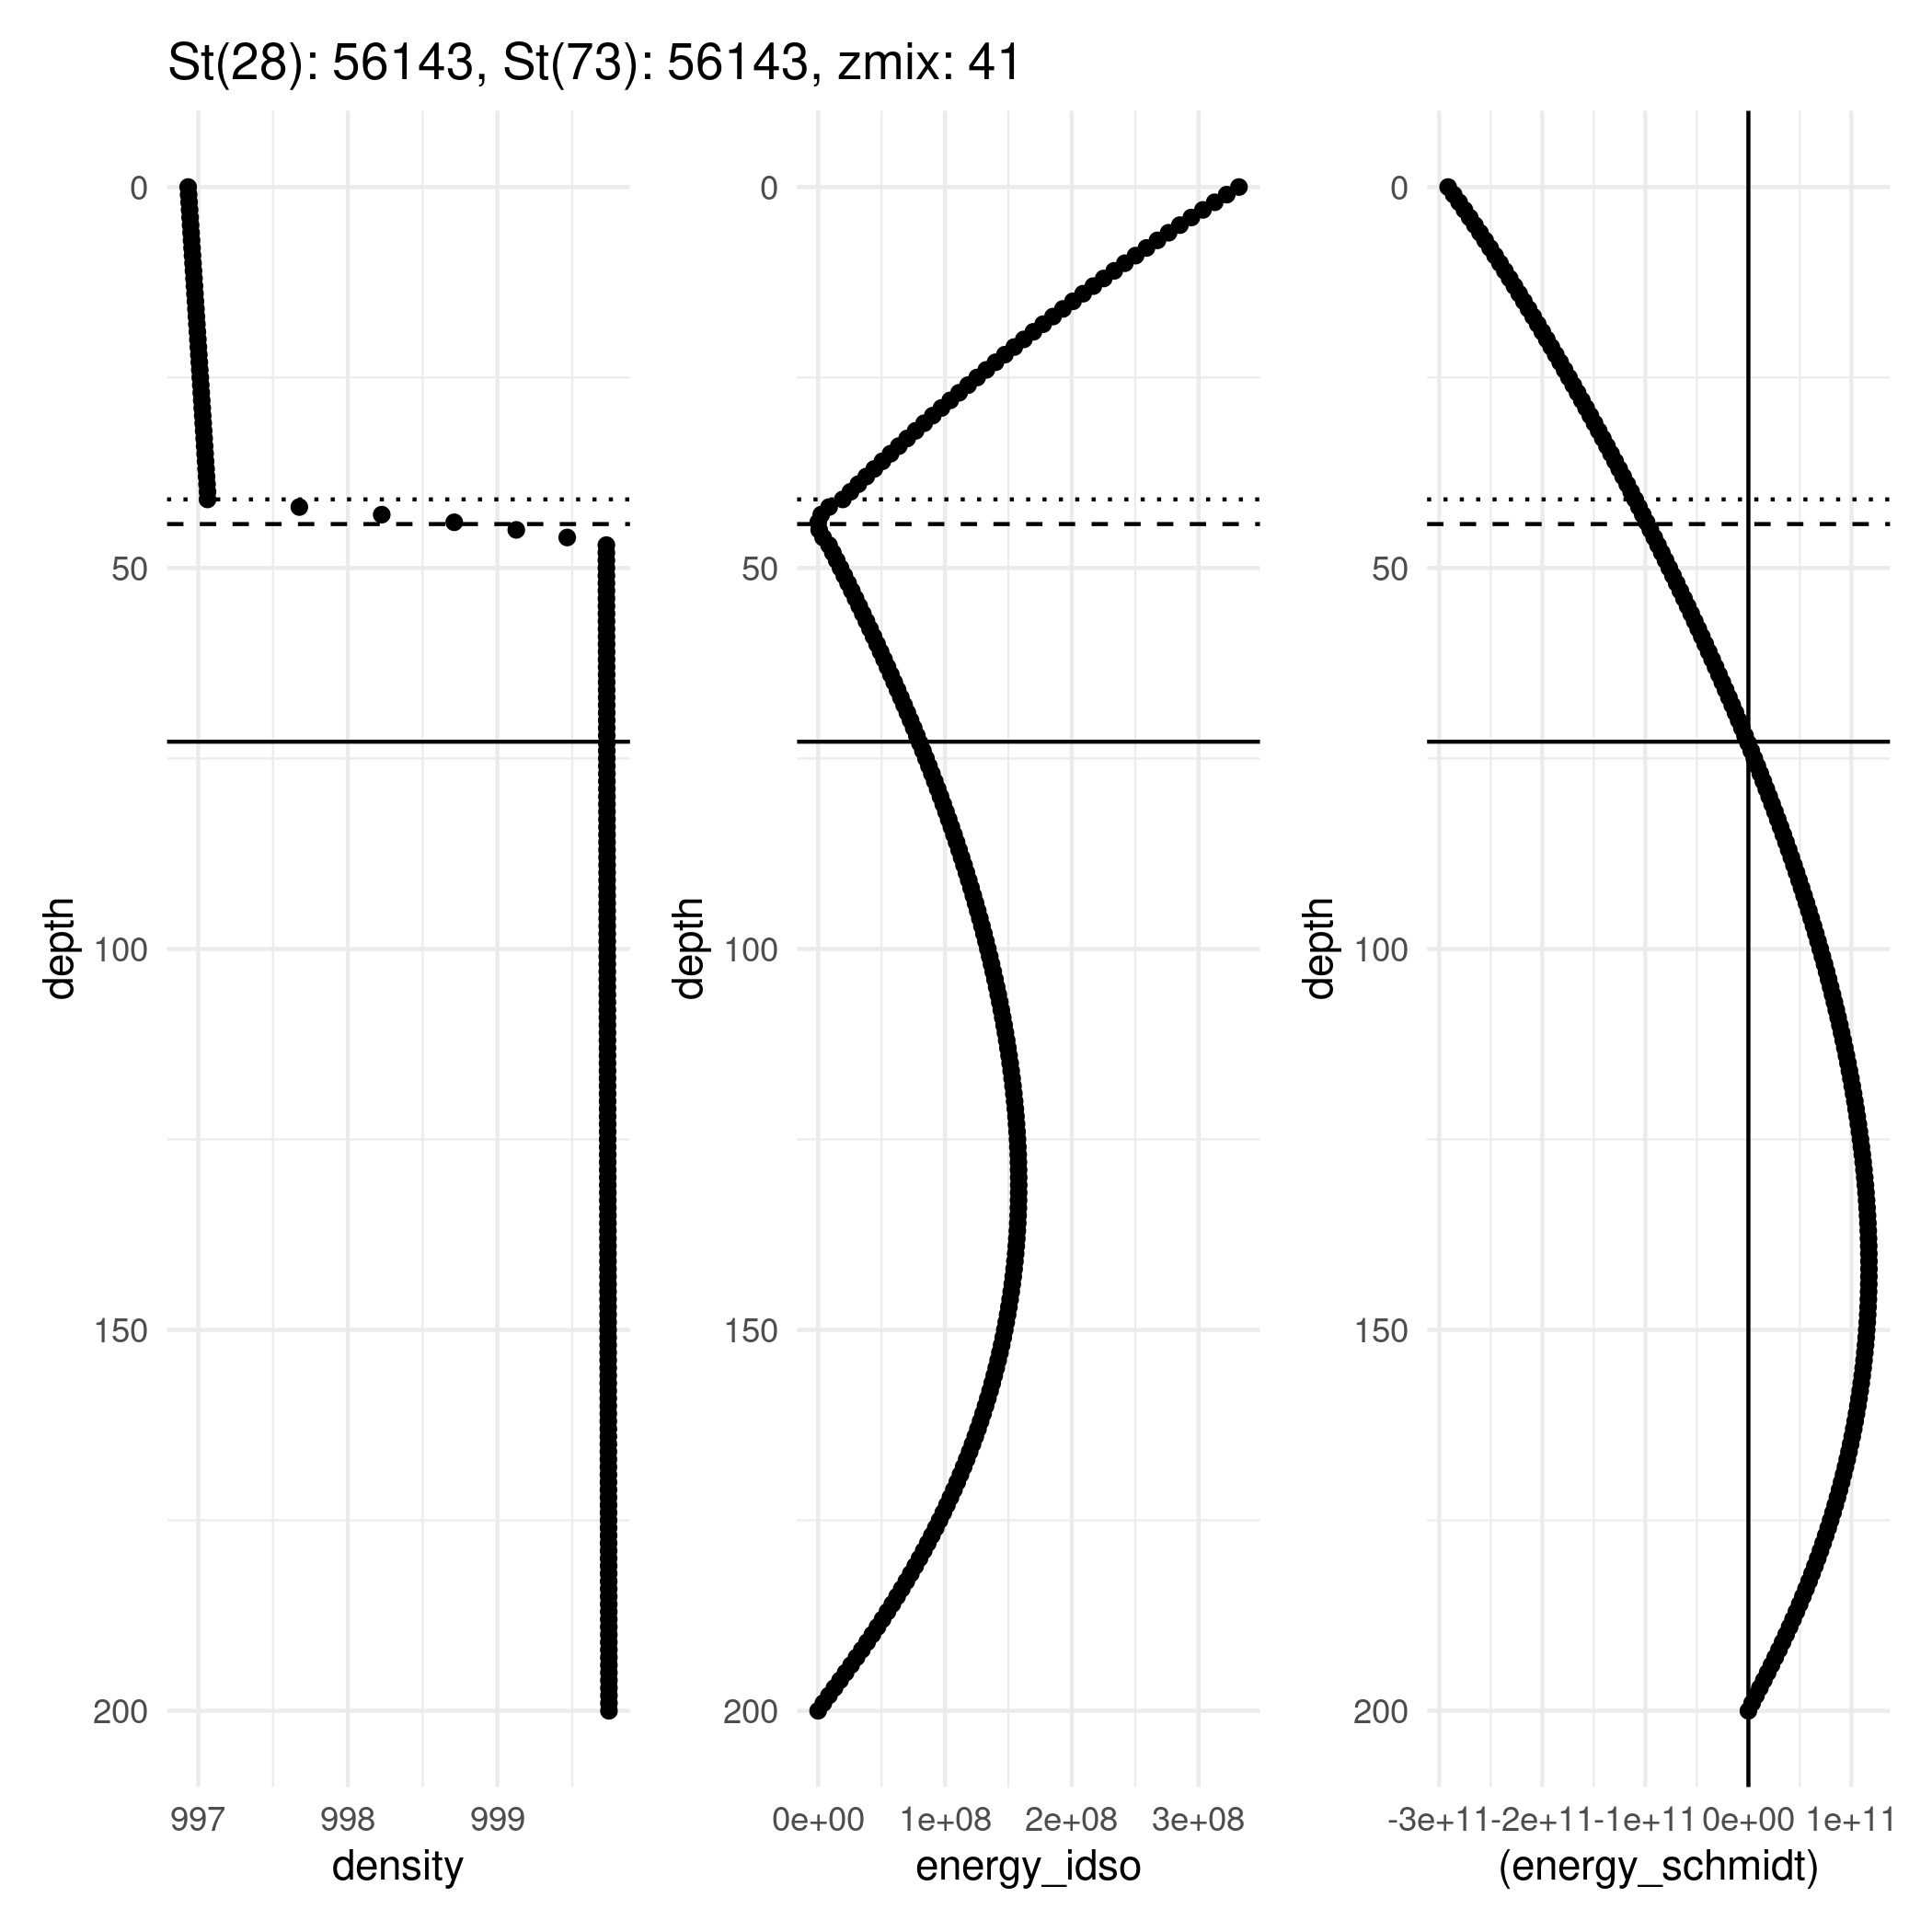 St(28): 56143, St(73): 56143, zmix: 41
depth
0
50
100
150
200
997 998 999
density
depth
0
50
100
150
200
0e+00 1e+08 2e+08 3e+08
energy_idso
depth
0
50
100
150
200
-3e+11 -2e+11 -1e+11 0e+00 1e+11
(energy_schmidt)